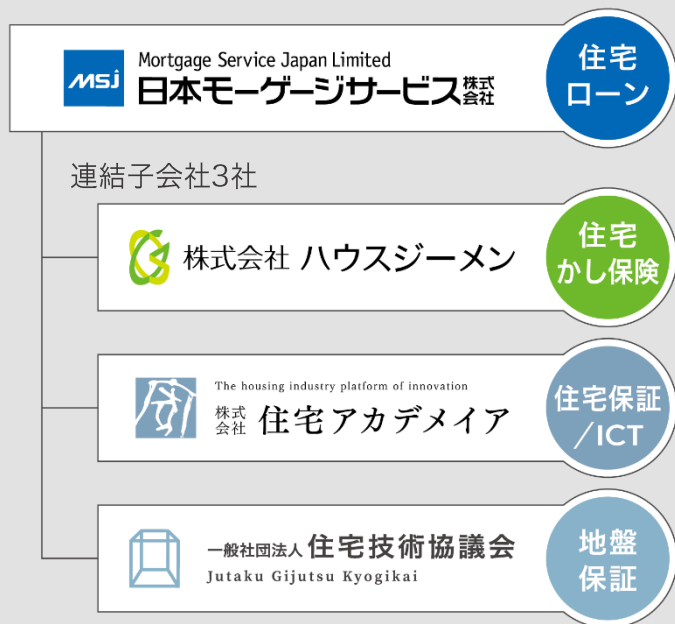 msj
Mortgage Service Japan Limited
日本モーゲージサービス株式会社
住宅
ローン
連結子会社3社
株式会社 ハウスジーメン
住宅
かし保険
The housing industry platform of innovation
株式会社 住宅アカデメイア
住宅保証
/ICT
一般社団法人 住宅技術協議会
Jutaku Gijutsu Kyogikai
地盤
保証